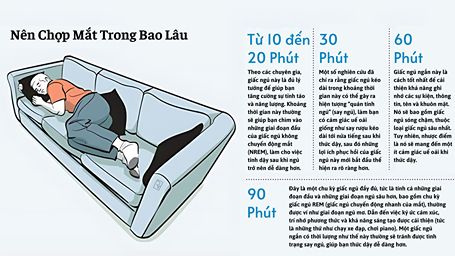 Nên Chợp Mắt Trong Bao Lâu
Từ 10 đến
20 Phút
Theo các chuyên gia,
giấc ngủ này là đủ lý
tưởng để giúp bạn
tăng cường sự tỉnh táo
và năng lượng. Khoảng
thời gian này thường
sẽ giúp bạn chìm vào
những giai đoạn đầu
của giấc ngủ không
chuyển động mắt
(NREM), làm cho việc
tỉnh dậy sau khi ngủ
trở nên dễ dàng hơn.
30
Phút
Một số nghiên cứu đã
chỉ ra rằng giấc ngủ kéo
dài trong khoảng thời
gian này có thể gây ra
hiện tượng "quán tính
ngủ" (say ngủ), làm bạn
có cảm giác uể oải
giống như say rượu kéo
dài tới nửa tiếng sau khi
thức dậy, sau đó những
lợi ích phục hồi của giấc
ngủ này mới bắt đầu thể
hiện ra rõ ràng hơn.
60
Phút
Giấc ngủ ngắn này là cách
tốt nhất để cải
thiện khả năng ghi
nhớ các sự kiện, thông
tin, tên và khuôn mặt.
Nó sẽ bao gồm giấc
ngủ sóng chậm, thuộc
loại giấc ngủ sâu nhất.
Tuy nhiên, nhược điểm
là nó sẽ mang đến một
ít cảm giác uể oải khi
thức dậy.
90
Phút
Đây là một chu kỳ giấc ngủ đầy đủ, tức là tính cả những giai
đoạn đầu và những giai đoạn ngủ sâu hơn, bao gồm chu kỳ
giấc ngủ REM (giấc ngủ chuyển động nhanh của mắt), thường
được ví như giai đoạn ngủ mơ. Dẫn đến việc ký ức cảm xúc,
trí nhớ phương thức và khả năng sáng tạo được cải thiện (tức
là những thứ như chạy xe đạp, chơi piano). Một giấc ngủ
ngắn có thời lượng như thế này thường sẽ tránh được tình
trạng say ngủ, giúp bạn thức dậy dễ dàng hơn.